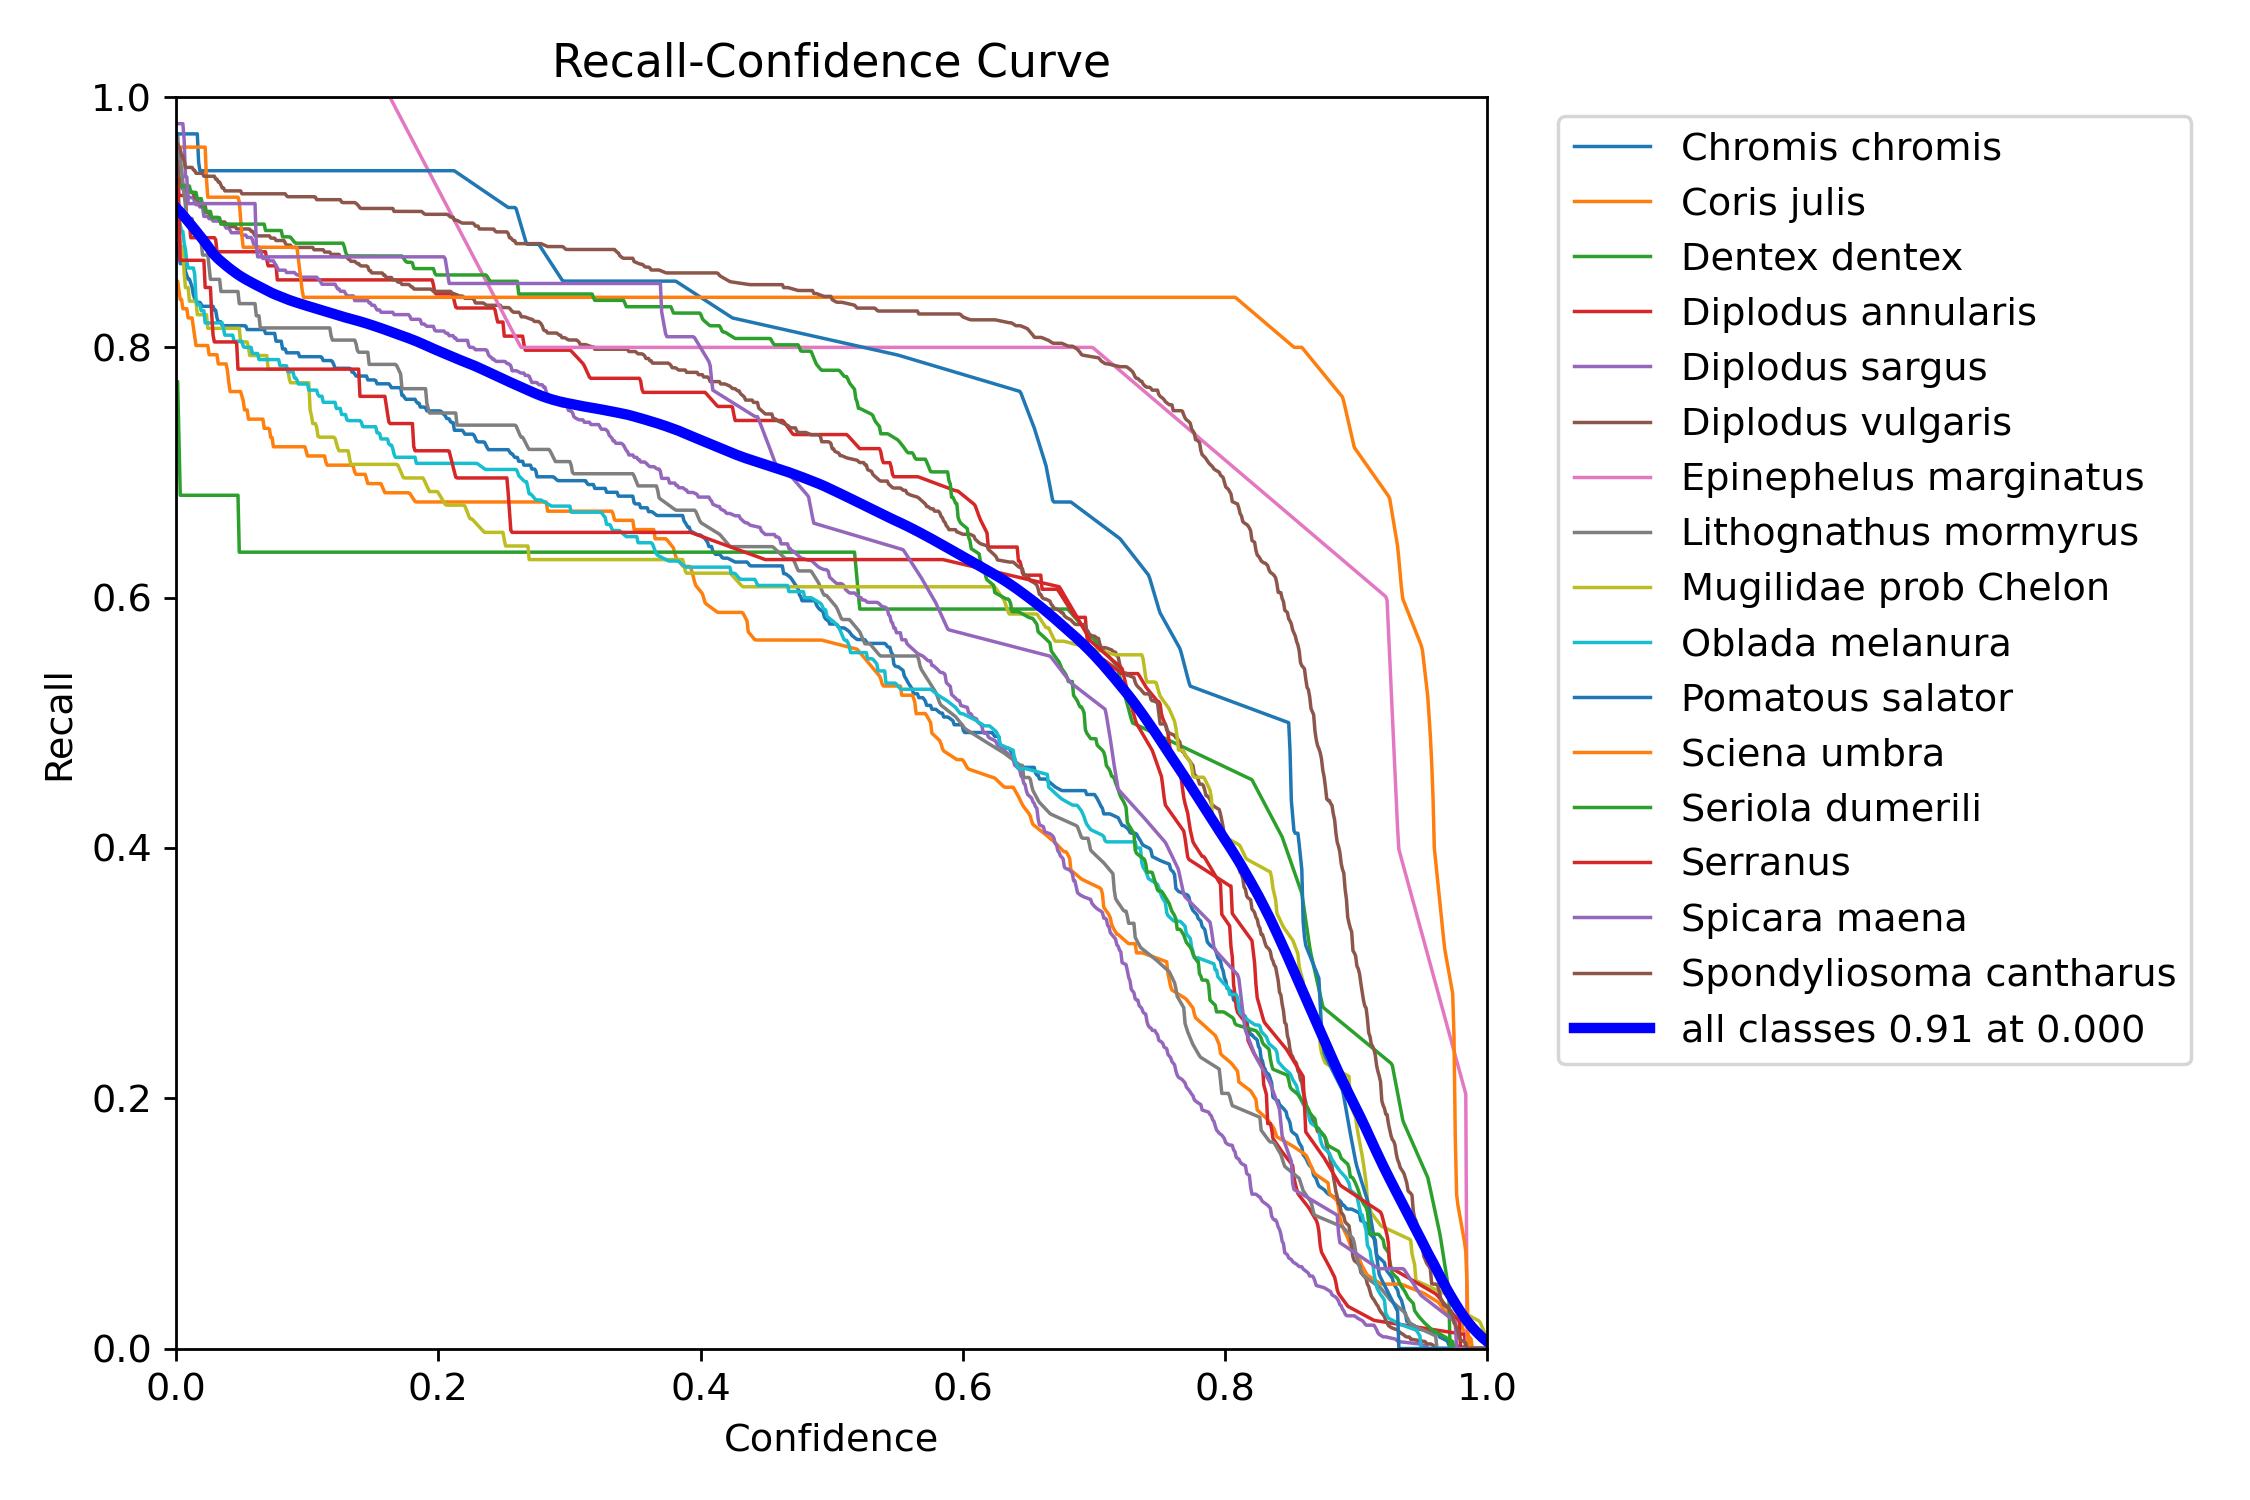 Recall-Confidence Curve
1.0
0.8
0.6
0.4
0.2
0.0
Recall
0.0 0.2 0.4 0.6 0.8 1.0
Confidence
Chromis chromis
Coris julis
Dentex dentex
Diplodus annularis
Diplodus sargus
Diplodus vulgaris
Epinephelus marginatus
Lithognathus mormyrus
Mugilidae prob Chelon
Oblada melanura
Pomatous salator
Sciena umbra
Seriola dumerili
Serranus
Spicara maena
Spondyliosoma cantharus
all classes 0.91 at 0.000